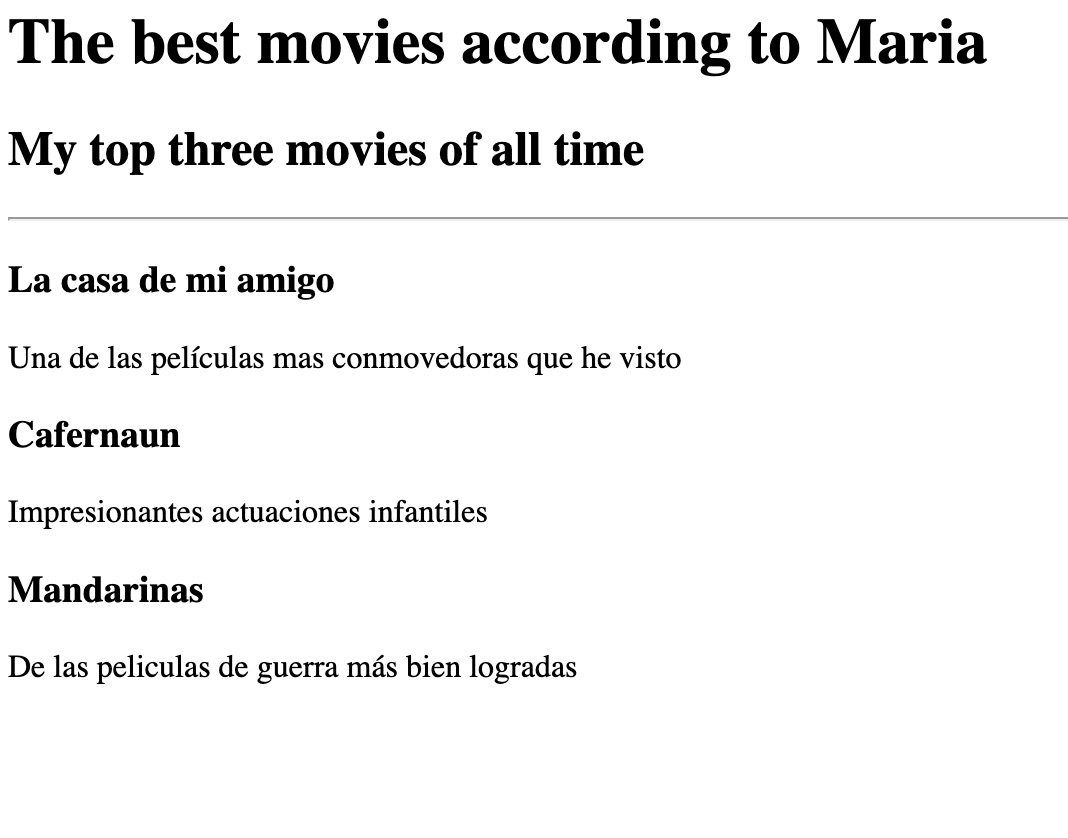 The best movies according to Maria
My top three movies of all time
La casa de mi amigo
Una de las películas mas conmovedoras que he visto
Cafernaun
Impresionantes actuaciones infantiles
Mandarinas
De las peliculas de guerra más bien logradas